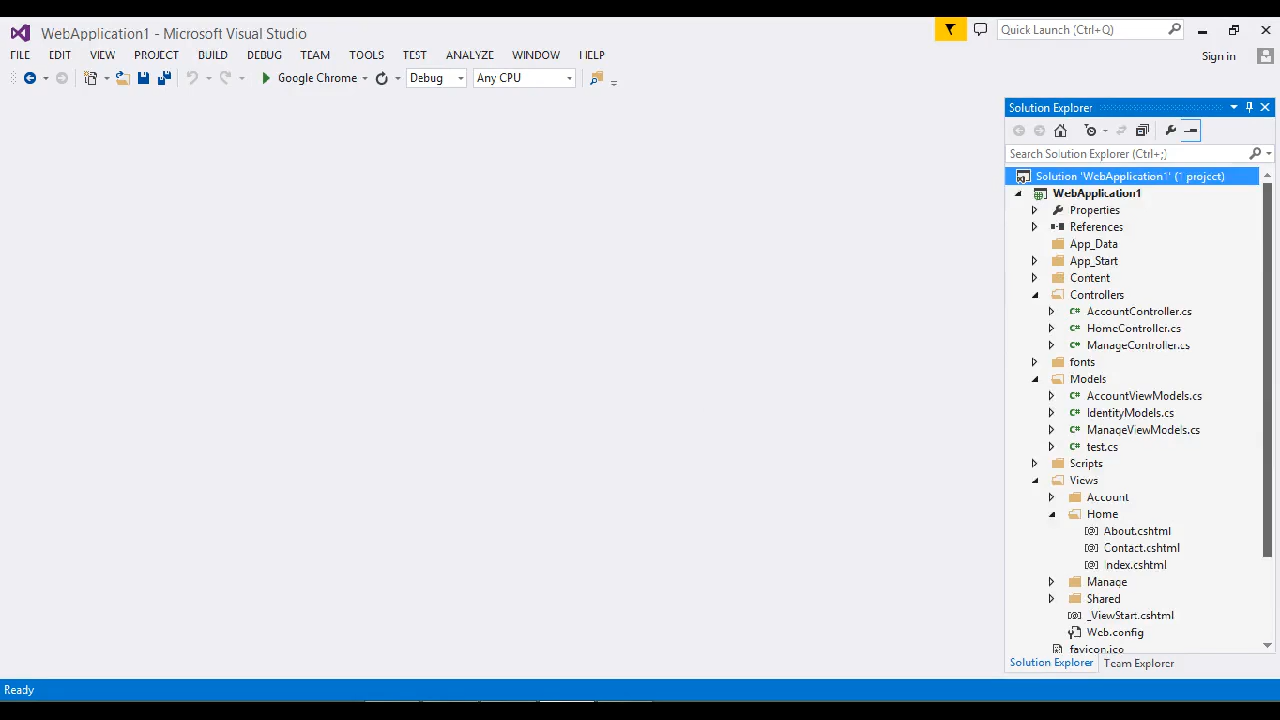 WebApplication1 - Microsoft Visual Studio
Quick Launch (Ctrl+Q)
FILE EDIT VIEW PROJECT BUILD DEBUG TEAM TOOLS TEST ANALYZE WINDOW HELP
Sign in
Google Chrome Debug Any CPU
Solution Explorer
Search Solution Explorer (Ctrl+;)
Solution 'WebApplication1' (1 project)
WebApplication1
Properties
References
App_Data
App_Start
Content
Controllers
C# AccountController.cs
C# HomeController.cs
C# ManageController.cs
fonts
Models
C# AccountViewModels.cs
C# IdentityModels.cs
C# ManageViewModels.cs
C# test.cs
Scripts
Views
Account
Home
[@] About.cshtml
[@] Contact.cshtml
[@] Index.cshtml
Manage
Shared
[@] _ViewStart.cshtml
Web.config
favicon.ico
Solution Explorer Team Explorer
Ready